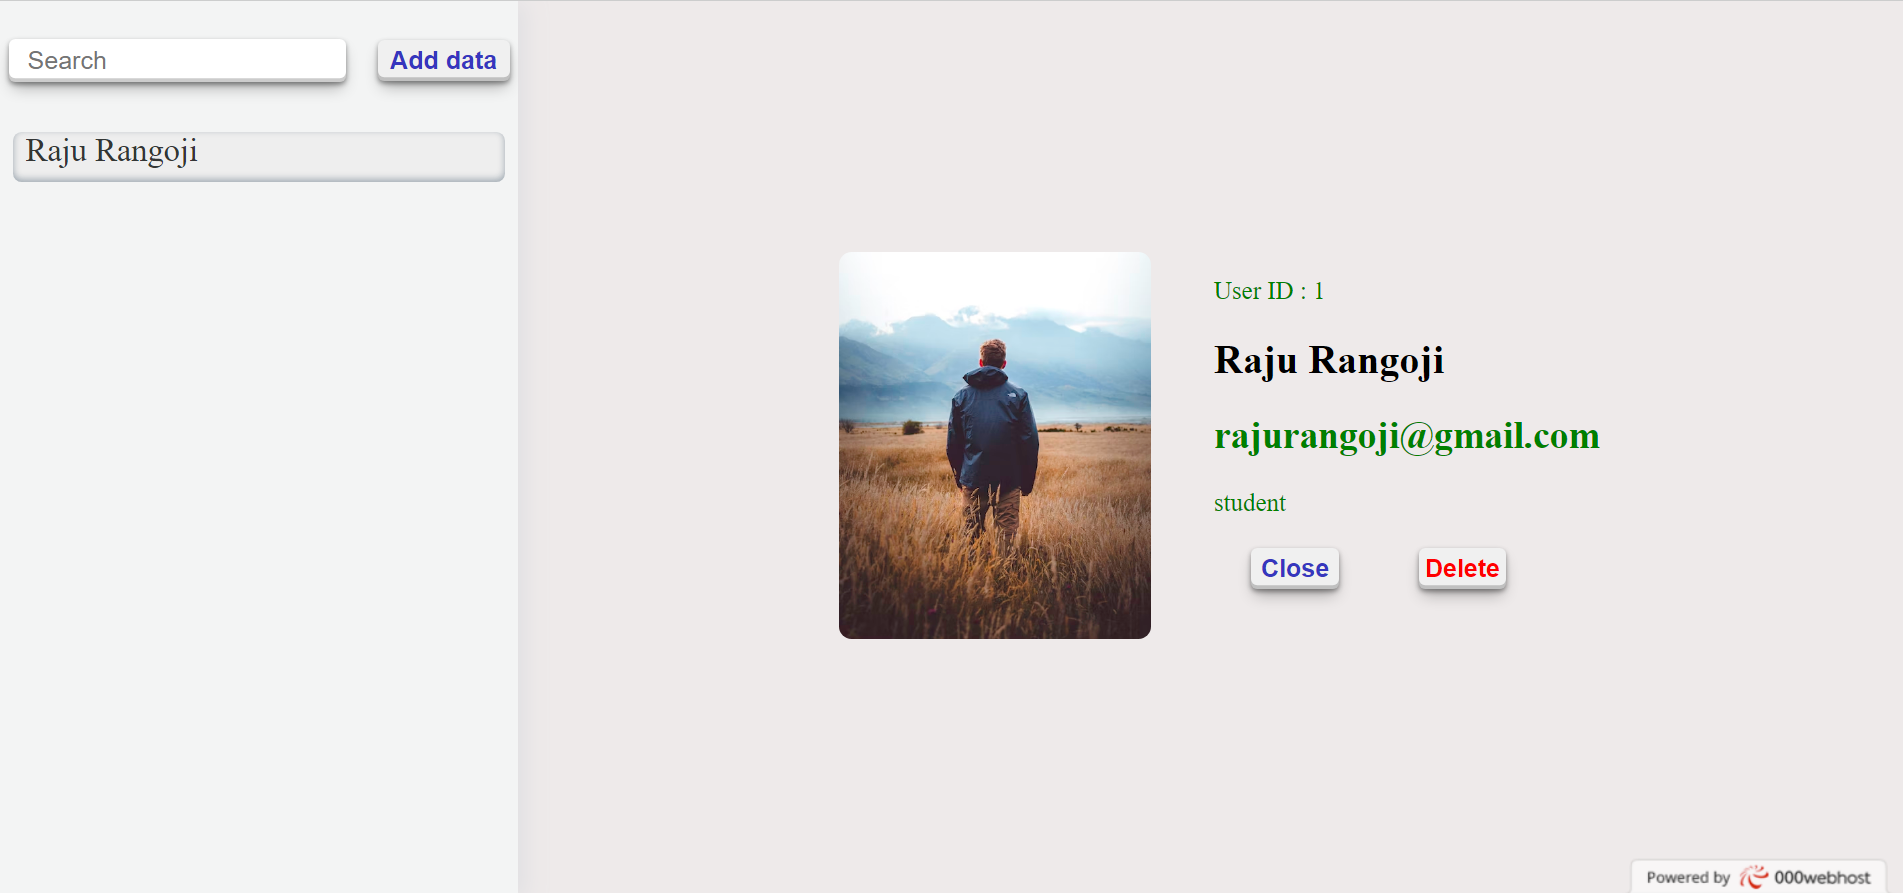 Search
Add data
Raju Rangoji
User ID : 1
Raju Rangoji
rajurangoji@gmail.com
student
Close
Delete
Powered by 000webhost